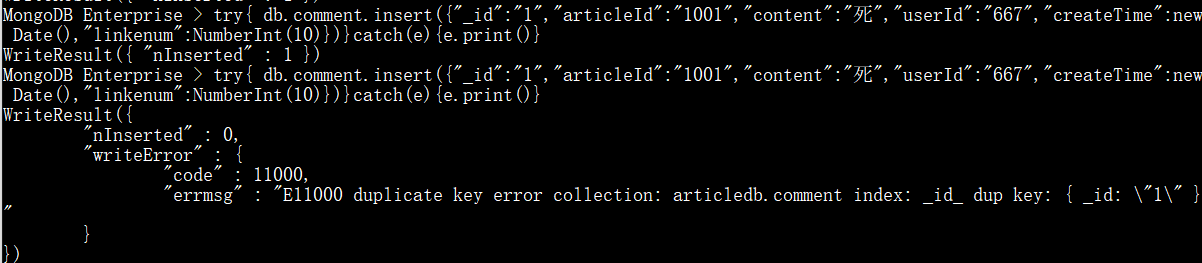 MongoDB Enterprise > try{ db.comment.insert({"_id":"1","articleId":"1001","content":"死","userId":"667","createTime":new
Date(),"linkenum":NumberInt(10)})}catch(e){e.print()}
WriteResult({ "nInserted" : 1 })
MongoDB Enterprise > try{ db.comment.insert({"_id":"1","articleId":"1001","content":"死","userId":"667","createTime":new
Date(),"linkenum":NumberInt(10)})}catch(e){e.print()}
WriteResult({
"nInserted" : 0,
"writeError" : {
"code" : 11000,
"errmsg" : "E11000 duplicate key error collection: articledb.comment index: _id_ dup key: { _id: \"1\" }
"
}
})